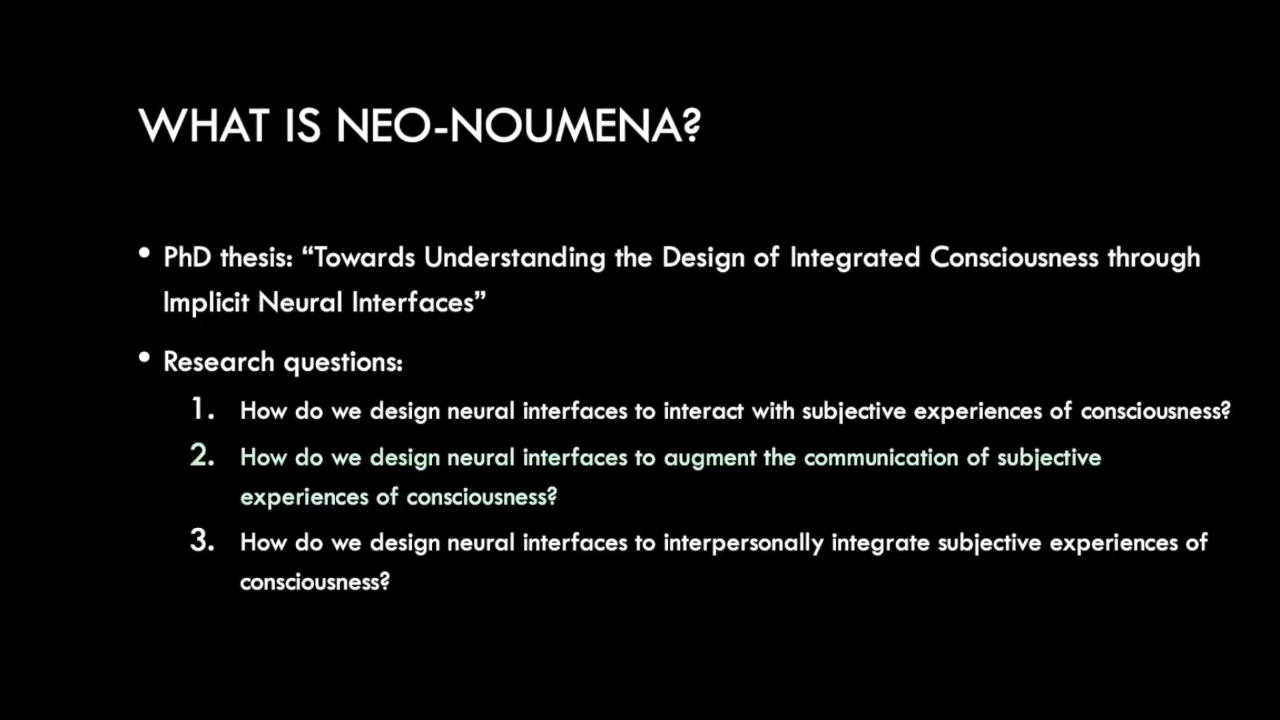 WHAT IS NEO-NOUMENA?
• PhD thesis: “Towards Understanding the Design of Integrated Consciousness through
Implicit Neural Interfaces”
• Research questions:
1. How do we design neural interfaces to interact with subjective experiences of consciousness?
2. How do we design neural interfaces to augment the communication of subjective
experiences of consciousness?
3. How do we design neural interfaces to interpersonally integrate subjective experiences of
consciousness?